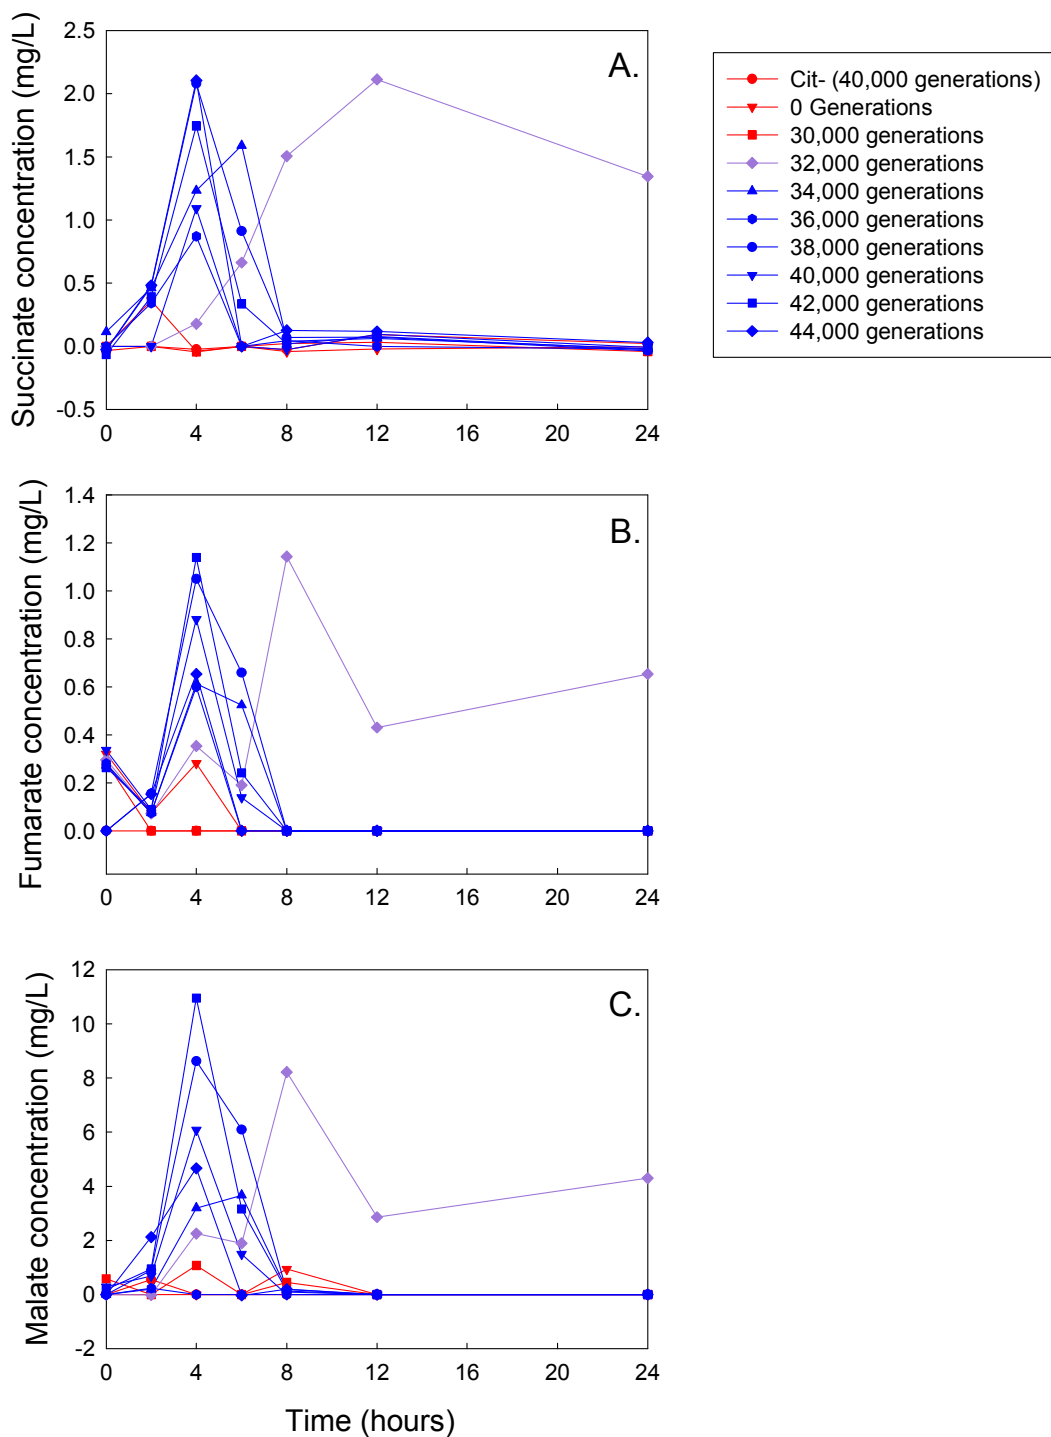 Succinate concentration (mg/L)
2.5
2.0
1.5
1.0
0.5
0.0
-0.5
A.
0 4 8 12 16 20 24
Cit- (40,000 generations)
0 Generations
30,000 generations
32,000 generations
34,000 generations
36,000 generations
38,000 generations
40,000 generations
42,000 generations
44,000 generations
Fumarate concentration (mg/L)
1.4
1.2
1.0
0.8
0.6
0.4
0.2
0.0
B.
0 4 8 12 16 20 24
Malate concentration (mg/L)
12
10
8
6
4
2
0
-2
C.
0 4 8 12 16 20 24
Time (hours)